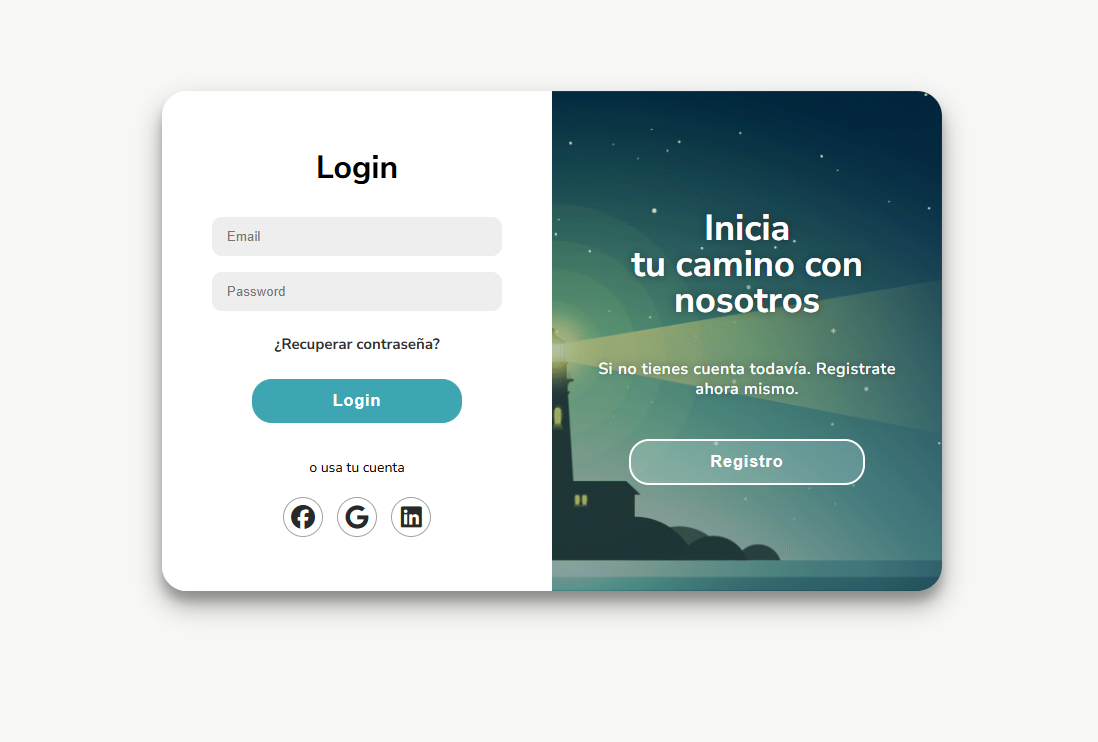 Login
Email
Password
¿Recuperar contraseña?
Login
o usa tu cuenta
Inicia
tu camino con
nosotros
Si no tienes cuenta todavía. Registrate
ahora mismo.
Registro